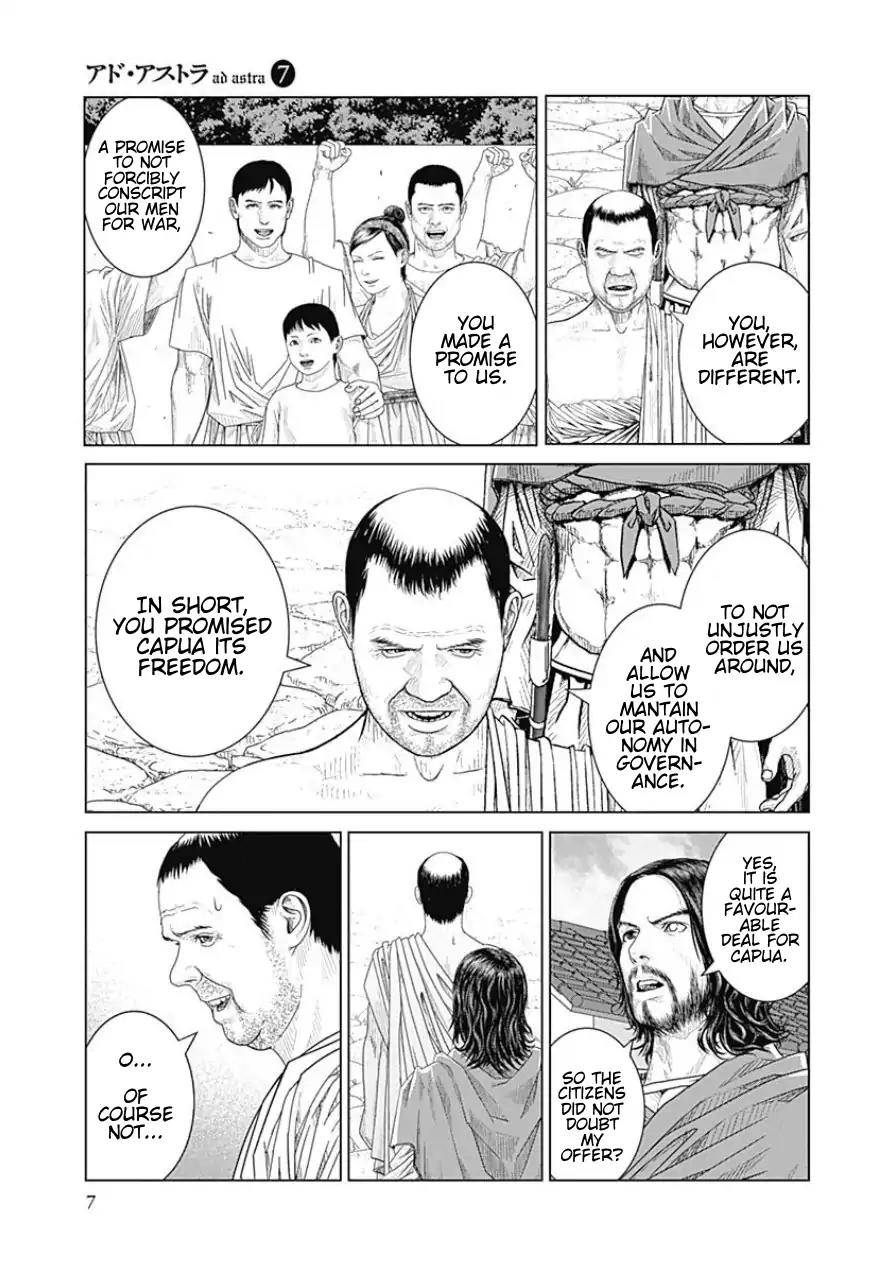 アド・アストラ ad astra 7
YOU,
HOWEVER,
ARE
DIFFERENT.
YOU
MADE A
PROMISE
TO US.
A PROMISE
TO NOT
FORCIBLY
CONSCRIPT
OUR MEN
FOR WAR,
TO NOT
UNJUSTLY
ORDER US
AROUND,
AND
ALLOW
US TO
MANTAIN
OUR AUTO-
NOMY IN
GOVERN-
ANCE.
IN SHORT,
YOU PROMISED
CAPUA ITS
FREEDOM.
YES,
IT IS
QUITE A
FAVOUR-
ABLE
DEAL FOR
CAPUA.
SO THE
CITIZENS
DID NOT
DOUBT
MY
OFFER?
O...
OF
COURSE
NOT...
7